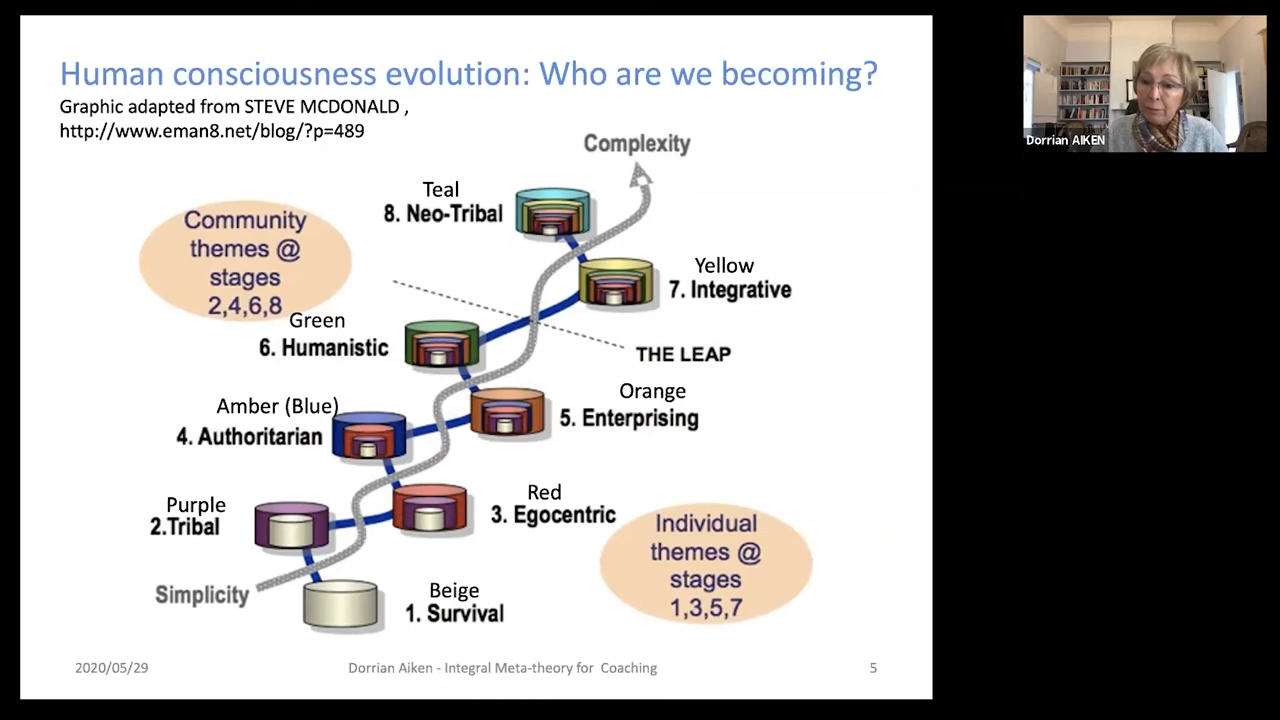 Human consciousness evolution: Who are we becoming?
Graphic adapted from STEVE MCDONALD ,
http://www.eman8.net/blog/?p=489
Dorrian AIKEN
Complexity
Teal
8. Neo-Tribal
Community
themes @
stages
2,4,6,8
Yellow
7. Integrative
Green
6. Humanistic
THE LEAP
Orange
5. Enterprising
Amber (Blue)
4. Authoritarian
Red
3. Egocentric
Purple
2.Tribal
Individual
themes @
stages
1,3,5,7
Simplicity
Beige
1. Survival
2020/05/29
Dorrian Aiken - Integral Meta-theory for Coaching
5